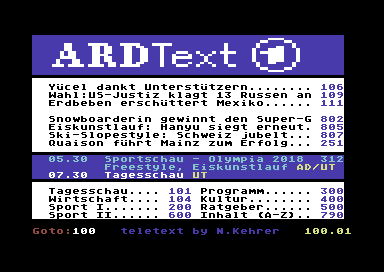 ARDText 1
Yücel dankt Unterstützern........ 106
Wahl:US-Justiz klagt 13 Russen an 109
Erdbeben erschüttert Mexiko...... 111
Snowboarderin gewinnt den Super-G 802
Eiskunstlauf: Hanyu siegt erneut. 805
Ski-Slopestyle: Schweiz jubelt... 807
Quaison führt Mainz zum Erfolg... 251
05.30 Sportschau - Olympia 2018 312
Freestyle, Eiskunstlauf AD/UT
07.30 Tagesschau UT
Tagesschau.... 101 Programm...... 300
Wirtschaft.... 104 Kultur........ 400
Sport I....... 200 Ratgeber...... 500
Sport II...... 600 Inhalt (A-Z).. 790
Goto:100 teletext by N.Kehrer 100.01